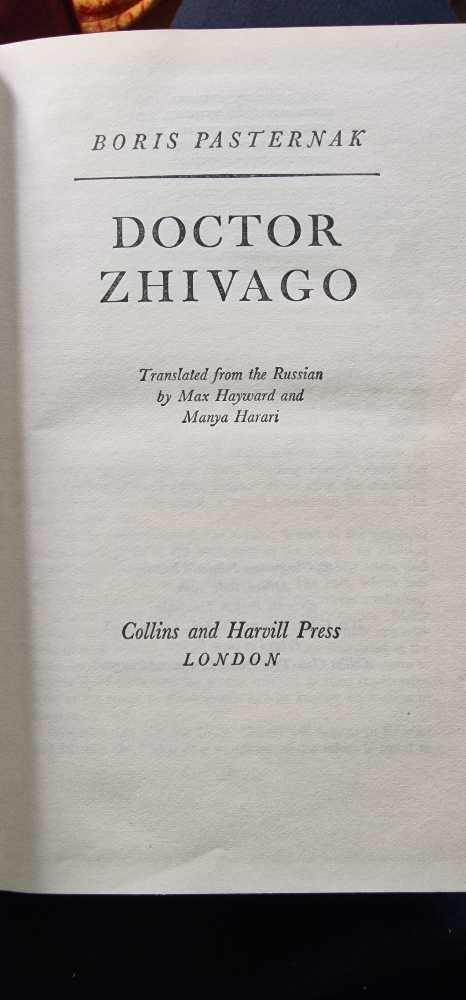 BORIS PASTERNAK
DOCTOR
ZHIVAGO
Translated from the Russian
by Max Hayward and
Manya Harari
Collins and Harvill Press
LONDON